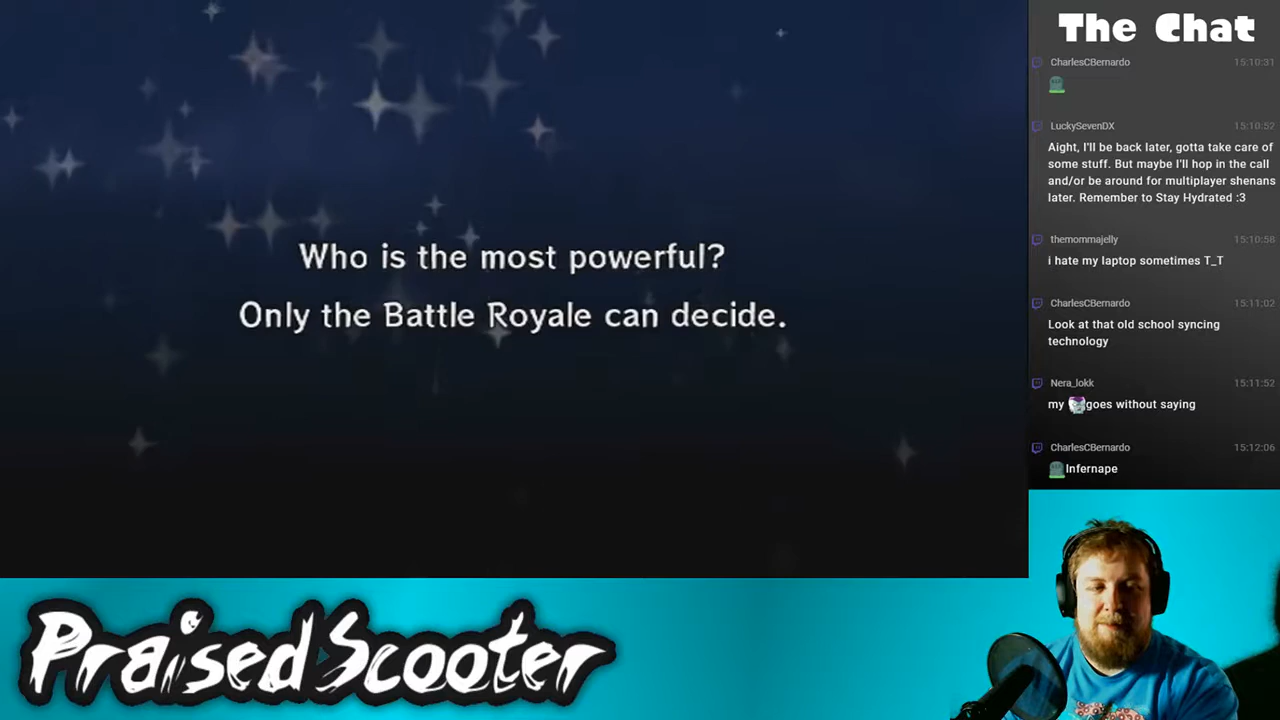 Who is the most powerful?
Only the Battle Royale can decide.
The Chat
CharlesCBernardo 15:10:31
LuckySevenDX 15:10:52
Aight, I'll be back later, gotta take care of
some stuff. But maybe I'll hop in the call
and/or be around for multiplayer shenans
later. Remember to Stay Hydrated :3
themommajelly 15:10:58
i hate my laptop sometimes T_T
CharlesCBernardo 15:11:02
Look at that old school syncing
technology
Nera_lokk 15:11:52
my goes without saying
CharlesCBernardo 15:12:06
Infernape
PraisedScooter